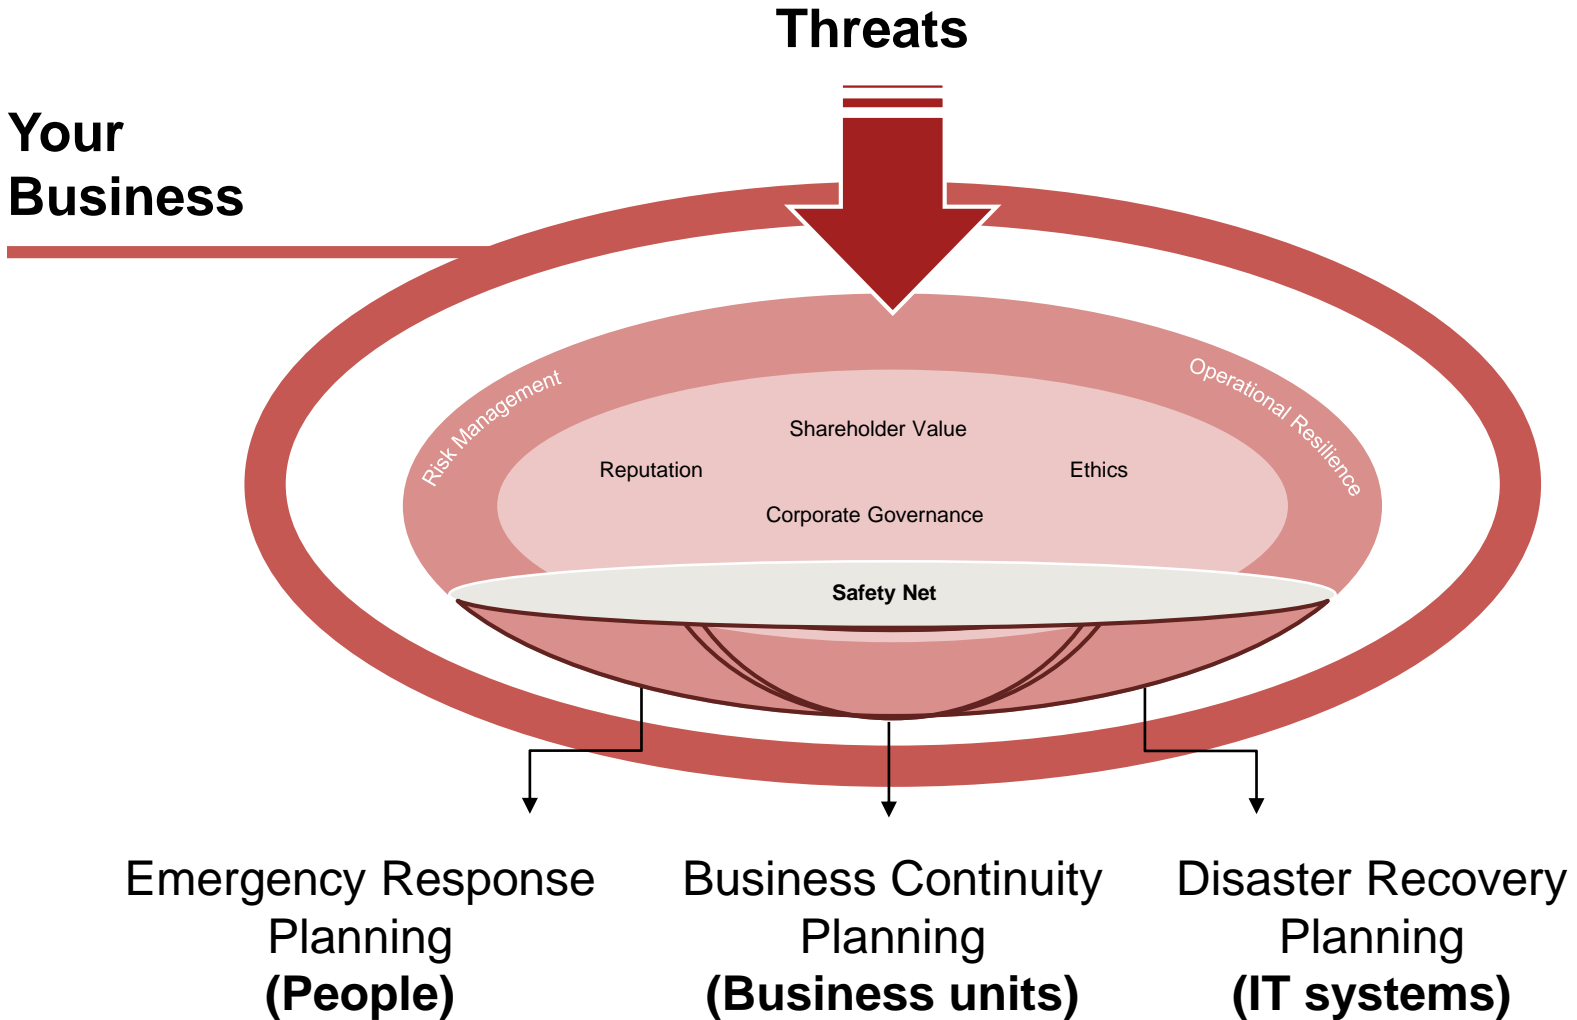 Threats
Your
Business
Risk Management
Operational Resilience
Shareholder Value
Reputation
Ethics
Corporate Governance
Safety Net
Emergency Response
Planning
(People)
Business Continuity
Planning
(Business units)
Disaster Recovery
Planning
(IT systems)